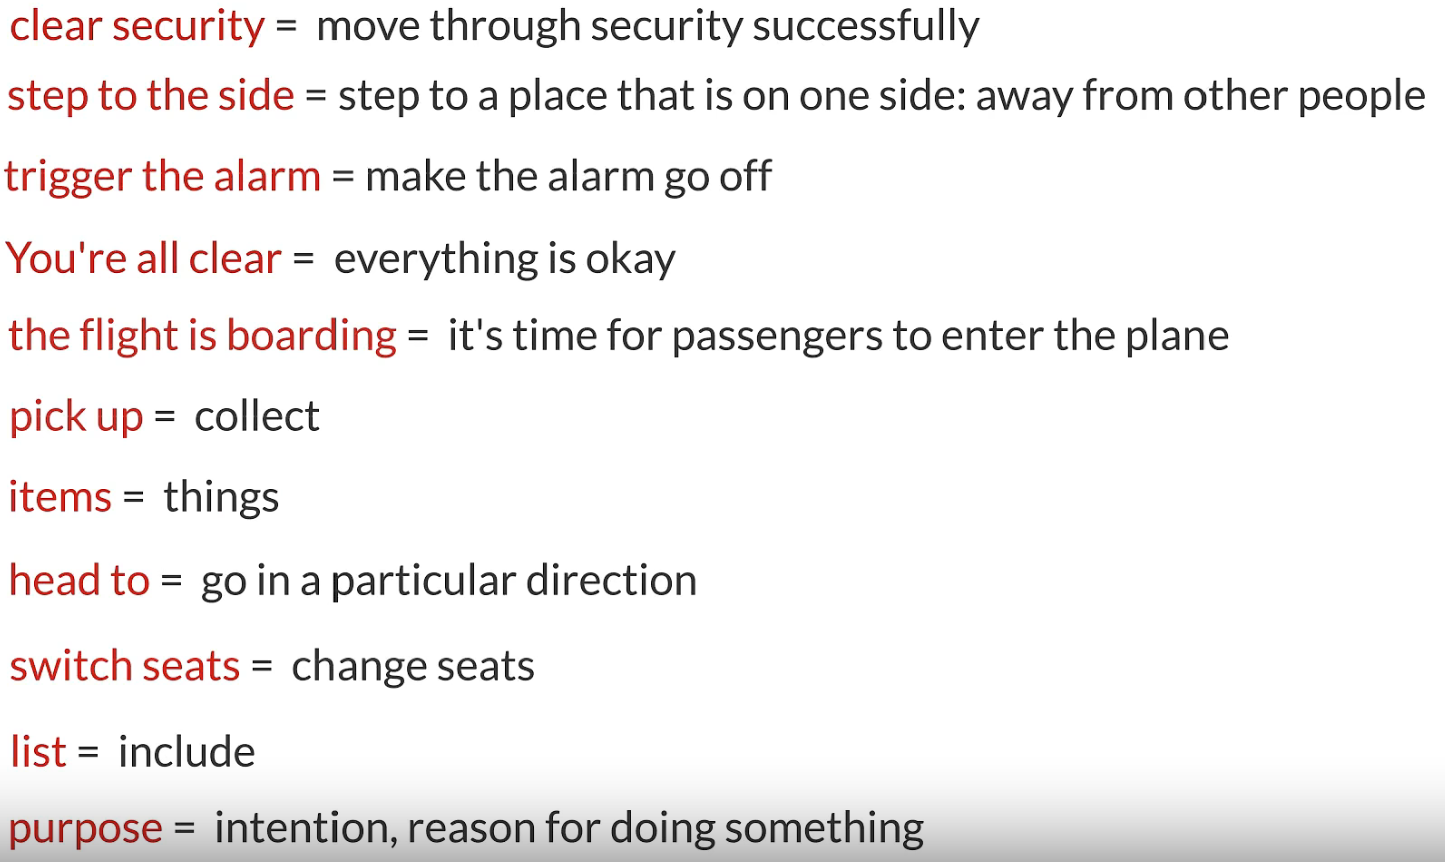 clear security = move through security successfully
step to the side = step to a place that is on one side: away from other people
trigger the alarm = make the alarm go off
You're all clear = everything is okay
the flight is boarding = it's time for passengers to enter the plane
pick up = collect
items = things
head to = go in a particular direction
switch seats = change seats
list = include
purpose = intention, reason for doing something